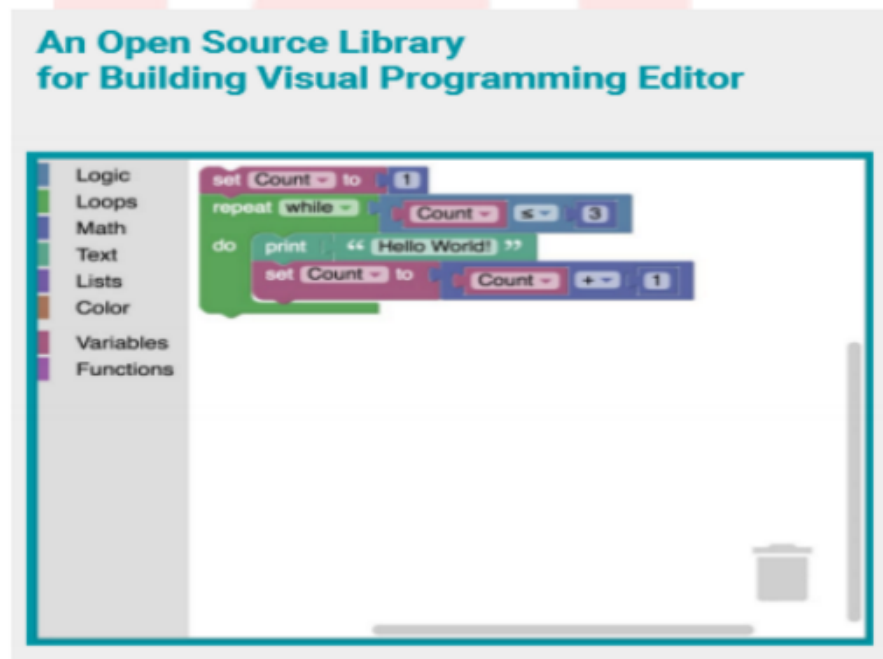 An Open Source Library
for Building Visual Programming Editor
Logic
Loops
Math
Text
Lists
Color
Variables
Functions
set Count to 1
repeat while Count ≤ 3
do print “ Hello World! ”
set Count to Count + 1